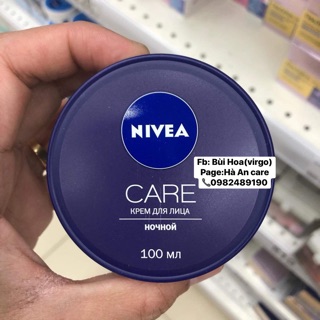 NIVEA
Fb: Bùi Hoa(virgo)
Page:Hà An care
📞0982489190
CARE
КРЕМ ДЛЯ ЛИЦА
НОЧНОЙ
100 МЛ